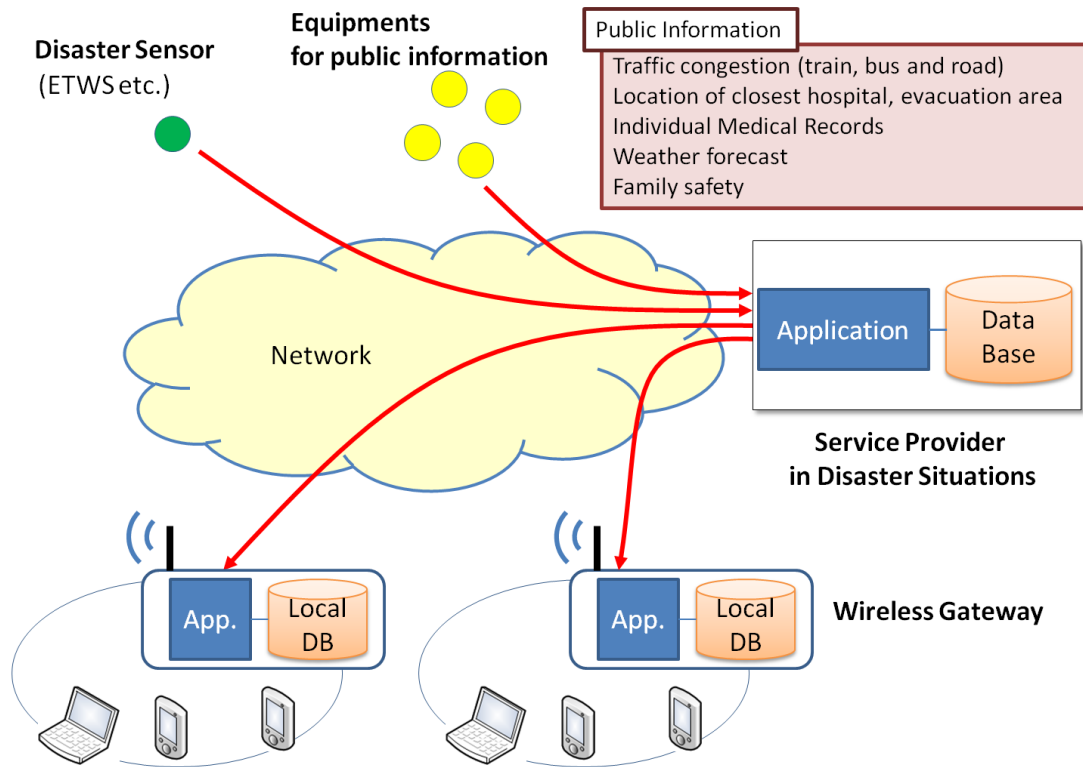 Disaster Sensor
(ETWS etc.)
Equipments
for public information
Public Information
Traffic congestion (train, bus and road)
Location of closest hospital, evacuation area
Individual Medical Records
Weather forecast
Family safety
Network
Application
Data
Base
Service Provider
in Disaster Situations
App.
Local
DB
App.
Local
DB
Wireless Gateway